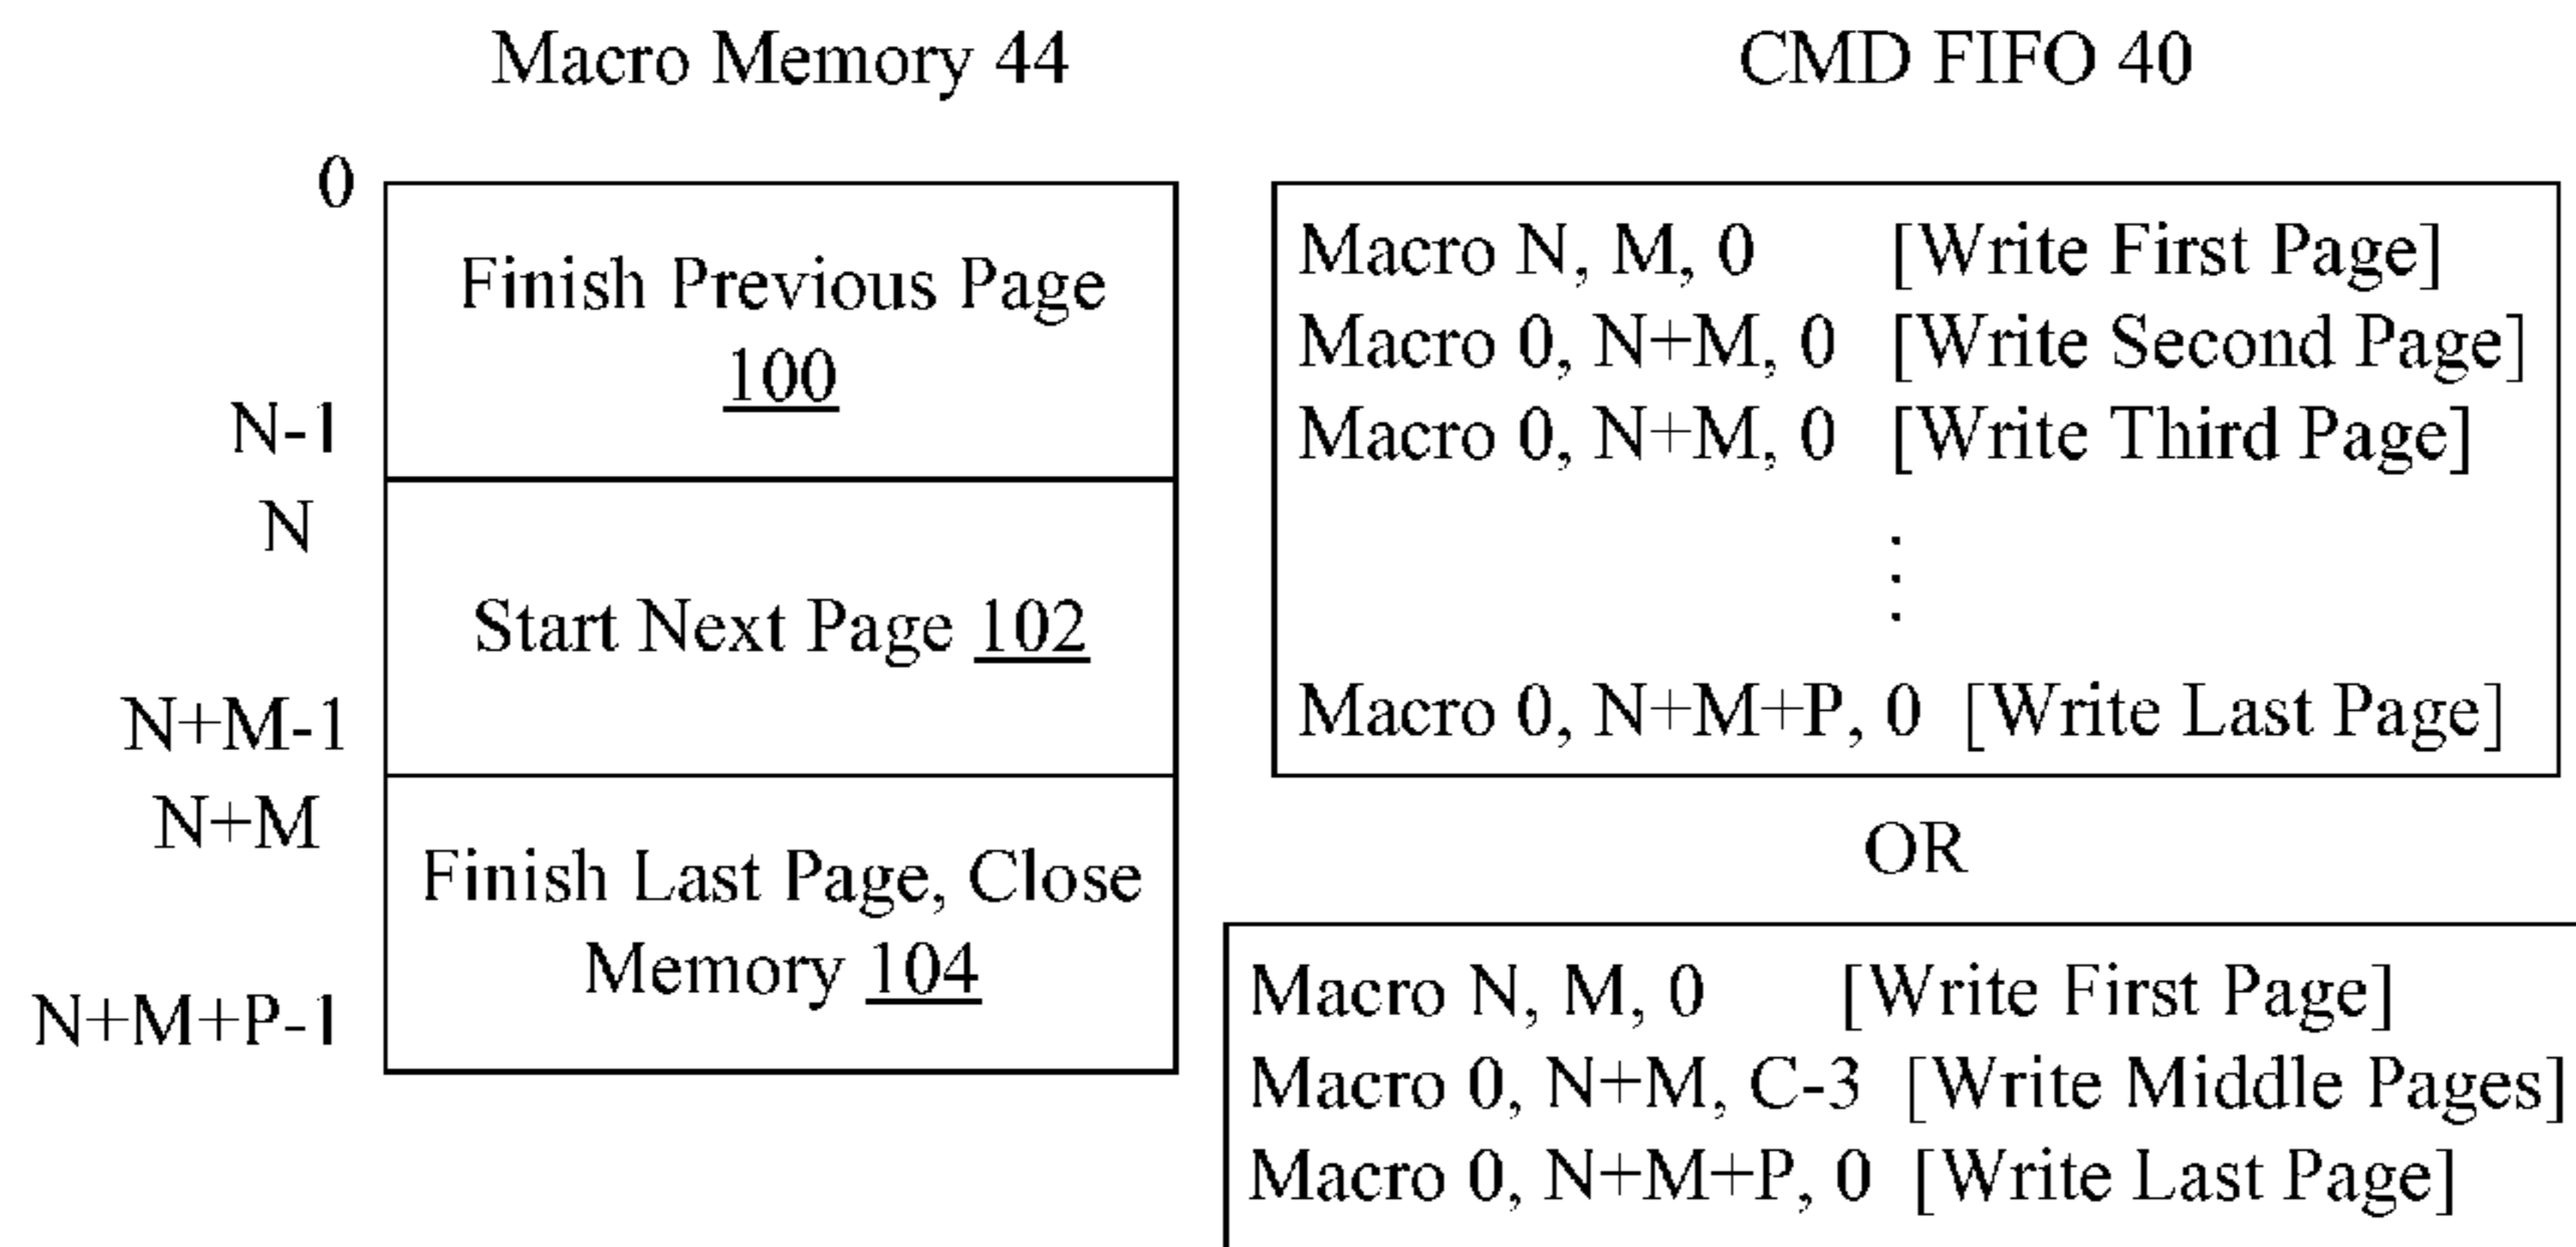 Macro Memory 44
0
Finish Previous Page
100
N-1
N
Start Next Page 102
N+M-1
N+M
Finish Last Page, Close
Memory 104
N+M+P-1
CMD FIFO 40
Macro N, M, 0 [Write First Page]
Macro 0, N+M, 0 [Write Second Page]
Macro 0, N+M, 0 [Write Third Page]
Macro 0, N+M+P, 0 [Write Last Page]
OR
Macro N, M, 0 [Write First Page]
Macro 0, N+M, C-3 [Write Middle Pages]
Macro 0, N+M+P, 0 [Write Last Page]